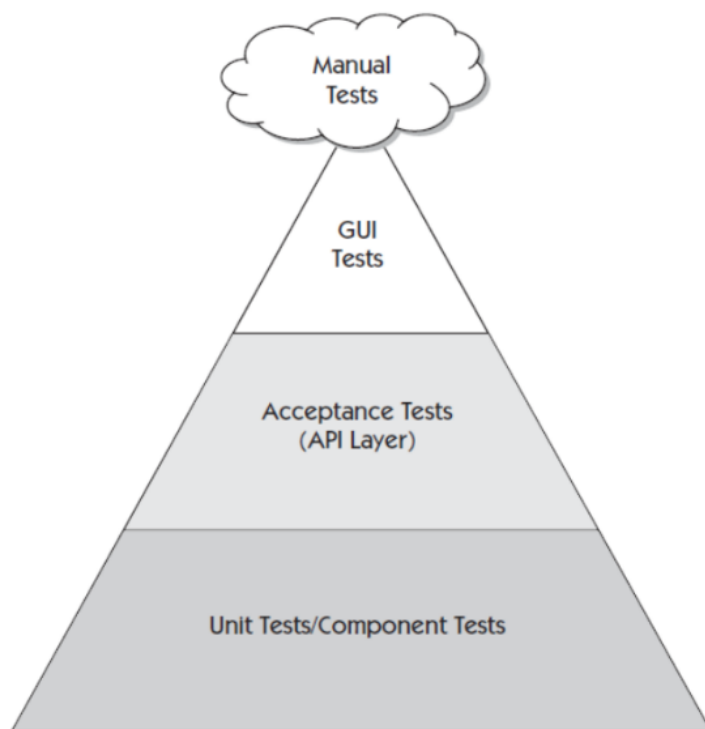 Manual
Tests
GUI
Tests
Acceptance Tests
(API Layer)
Unit Tests/Component Tests